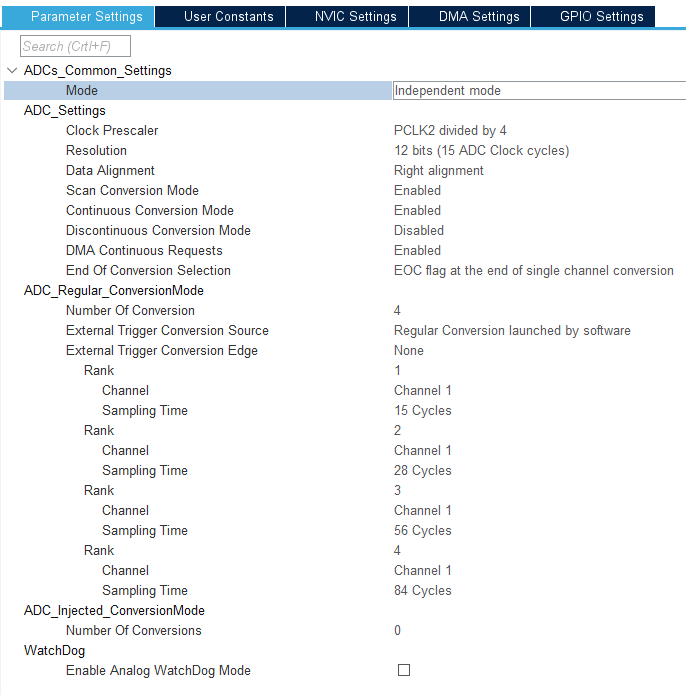 Parameter Settings User Constants NVIC Settings DMA Settings GPIO Settings
Search (Crtl+F)
ADCs_Common_Settings
Mode Independent mode
ADC_Settings
Clock Prescaler PCLK2 divided by 4
Resolution 12 bits (15 ADC Clock cycles)
Data Alignment Right alignment
Scan Conversion Mode Enabled
Continuous Conversion Mode Enabled
Discontinuous Conversion Mode Disabled
DMA Continuous Requests Enabled
End Of Conversion Selection EOC flag at the end of single channel conversion
ADC_Regular_ConversionMode
Number Of Conversion 4
External Trigger Conversion Source Regular Conversion launched by software
External Trigger Conversion Edge None
Rank 1
Channel Channel 1
Sampling Time 15 Cycles
Rank 2
Channel Channel 1
Sampling Time 28 Cycles
Rank 3
Channel Channel 1
Sampling Time 56 Cycles
Rank 4
Channel Channel 1
Sampling Time 84 Cycles
ADC_Injected_ConversionMode
Number Of Conversions 0
WatchDog
Enable Analog WatchDog Mode